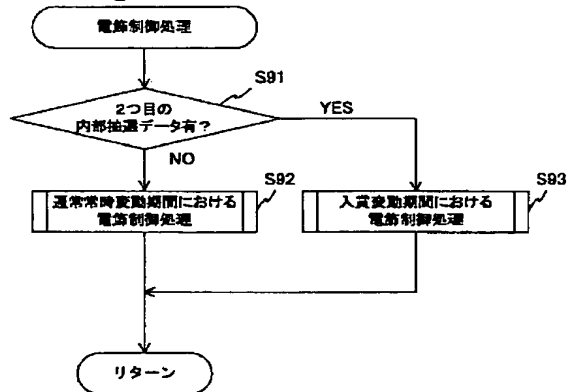 電飾制御処理
S91
2つ目の
内部抽選データ有?
YES
NO
S92
通常常時変動期間における
電飾制御処理
S93
入賞変動期間における
電飾制御処理
リターン